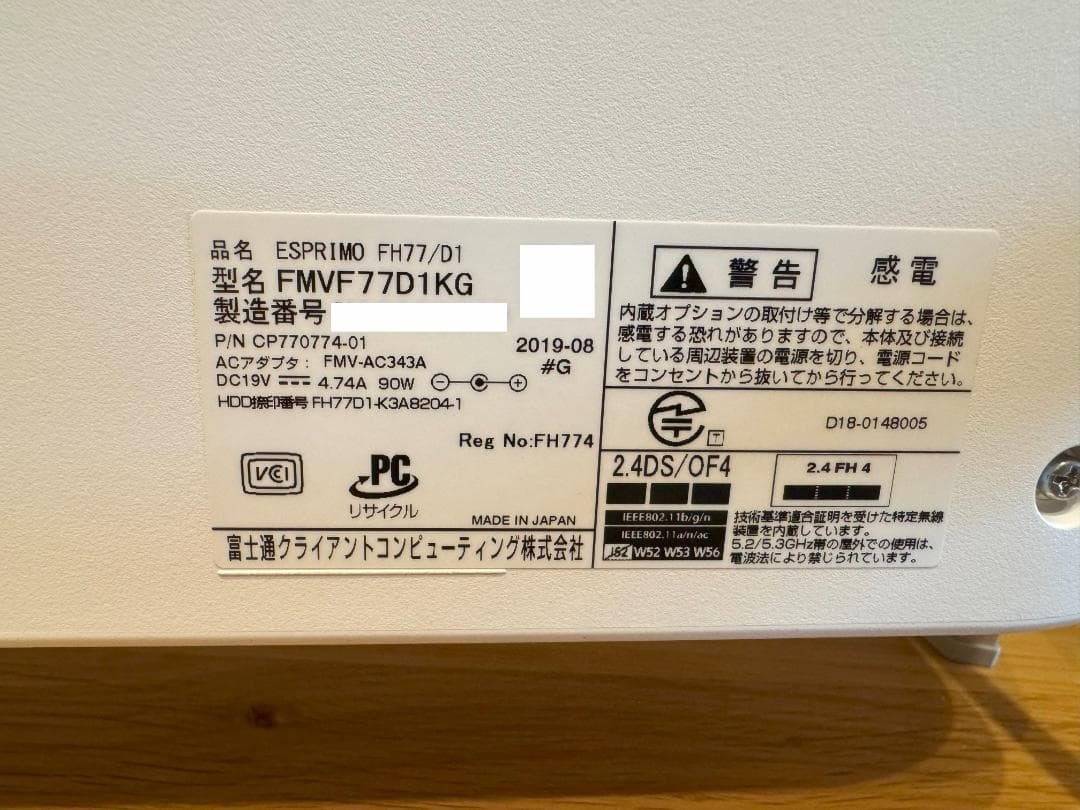 品名 ESPRIMO FH77/D1
型名 FMVF77D1KG
製造番号
P/N CP770774-01
2019-08
#G
ACアダプタ: FMV-AC343A
DC19V 4.74A 90W
HDD捺印番号 FH77D1-K3A8204-1
Reg No:FH774
VCI
PC
リサイクル
MADE IN JAPAN
富士通クライアントコンピューティング株式会社
警告 感電
内蔵オプションの取付け等で分解する場合は、
感電する恐れがありますので、本体及び接続
している周辺装置の電源を切り、電源コード
をコンセントから抜いてから行ってください。
T
D18-0148005
2.4DS/OF4
2.4 FH 4
IEEE802.11b/g/n
IEEE802.11a/n/ac
J52 W52 W53 W56
技術基準適合証明を受けた特定無線
装置を内蔵しています。
5.2/5.3GHz帯の屋外での使用は、
電波法により禁じられています。